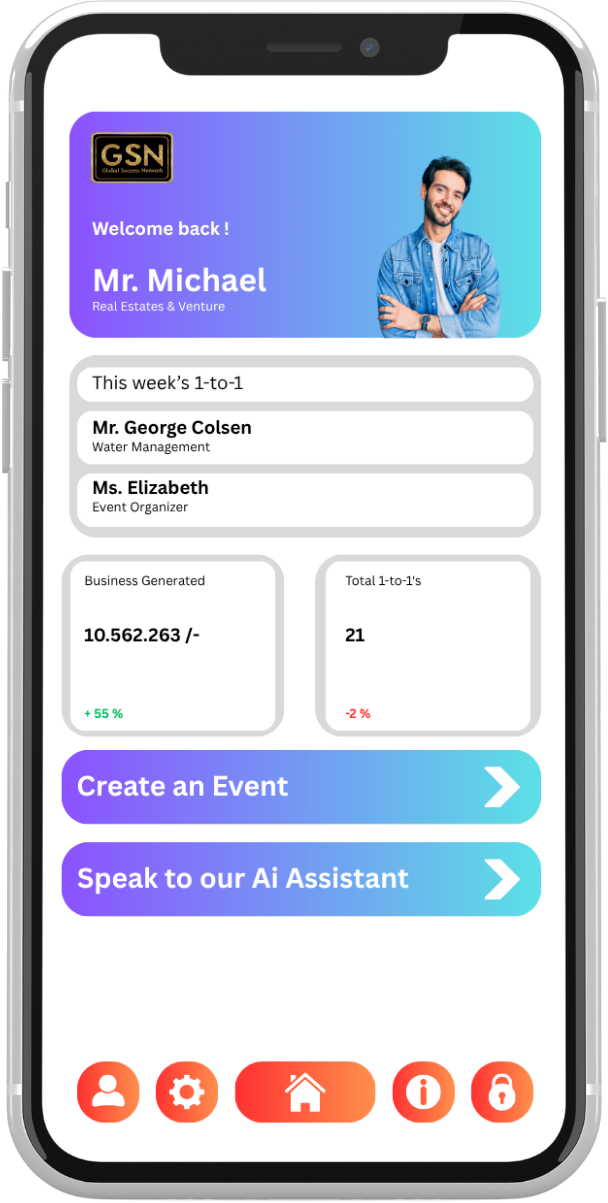 GSN
Global Success Network
Welcome back !
Mr. Michael
Real Estates & Venture
This week’s 1-to-1
Mr. George Colsen
Water Management
Ms. Elizabeth
Event Organizer
Business Generated
10.562.263 /-
+ 55 %
Total 1-to-1's
21
-2 %
Create an Event
Speak to our Ai Assistant